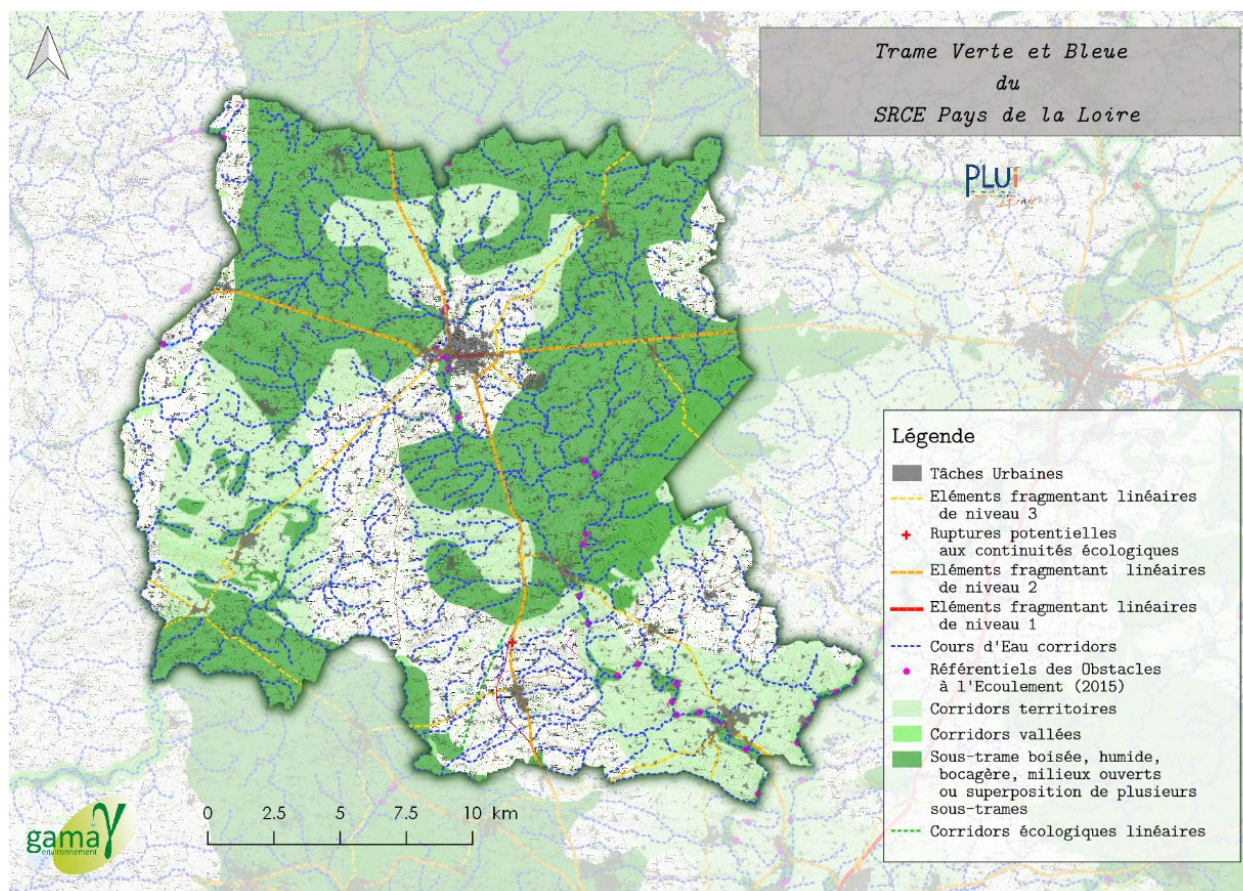 Trame Verte et Bleue
du
SRCE Pays de la Loire
PLUi
Légende
Tâches Urbaines
Eléments fragmentant linéaires
de niveau 3
Ruptures potentielles
aux continuités écologiques
Eléments fragmentant linéaires
de niveau 2
Eléments fragmentant linéaires
de niveau 1
Cours d'Eau corridors
Référentiels des Obstacles
à l'Ecoulement (2015)
Corridors territoires
Corridors vallées
Sous-trame boisée, humide,
bocagère, milieux ouverts
ou superposition de plusieurs
sous-trames
Corridors écologiques linéaires
0 2.5 5 7.5 10 km
gama
environnement